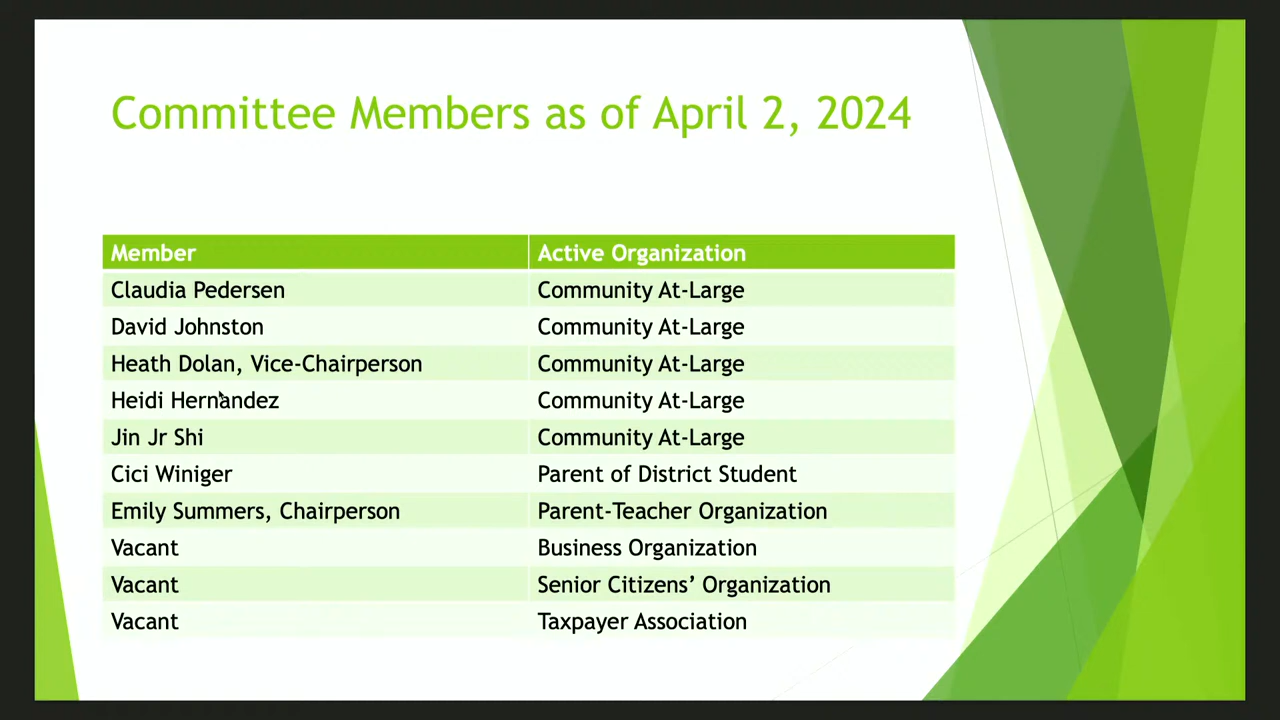 Committee Members as of April 2, 2024
Member Active Organization
Claudia Pedersen Community At-Large
David Johnston Community At-Large
Heath Dolan, Vice-Chairperson Community At-Large
Heidi Hernandez Community At-Large
Jin Jr Shi Community At-Large
Cici Winiger Parent of District Student
Emily Summers, Chairperson Parent-Teacher Organization
Vacant Business Organization
Vacant Senior Citizens’ Organization
Vacant Taxpayer Association